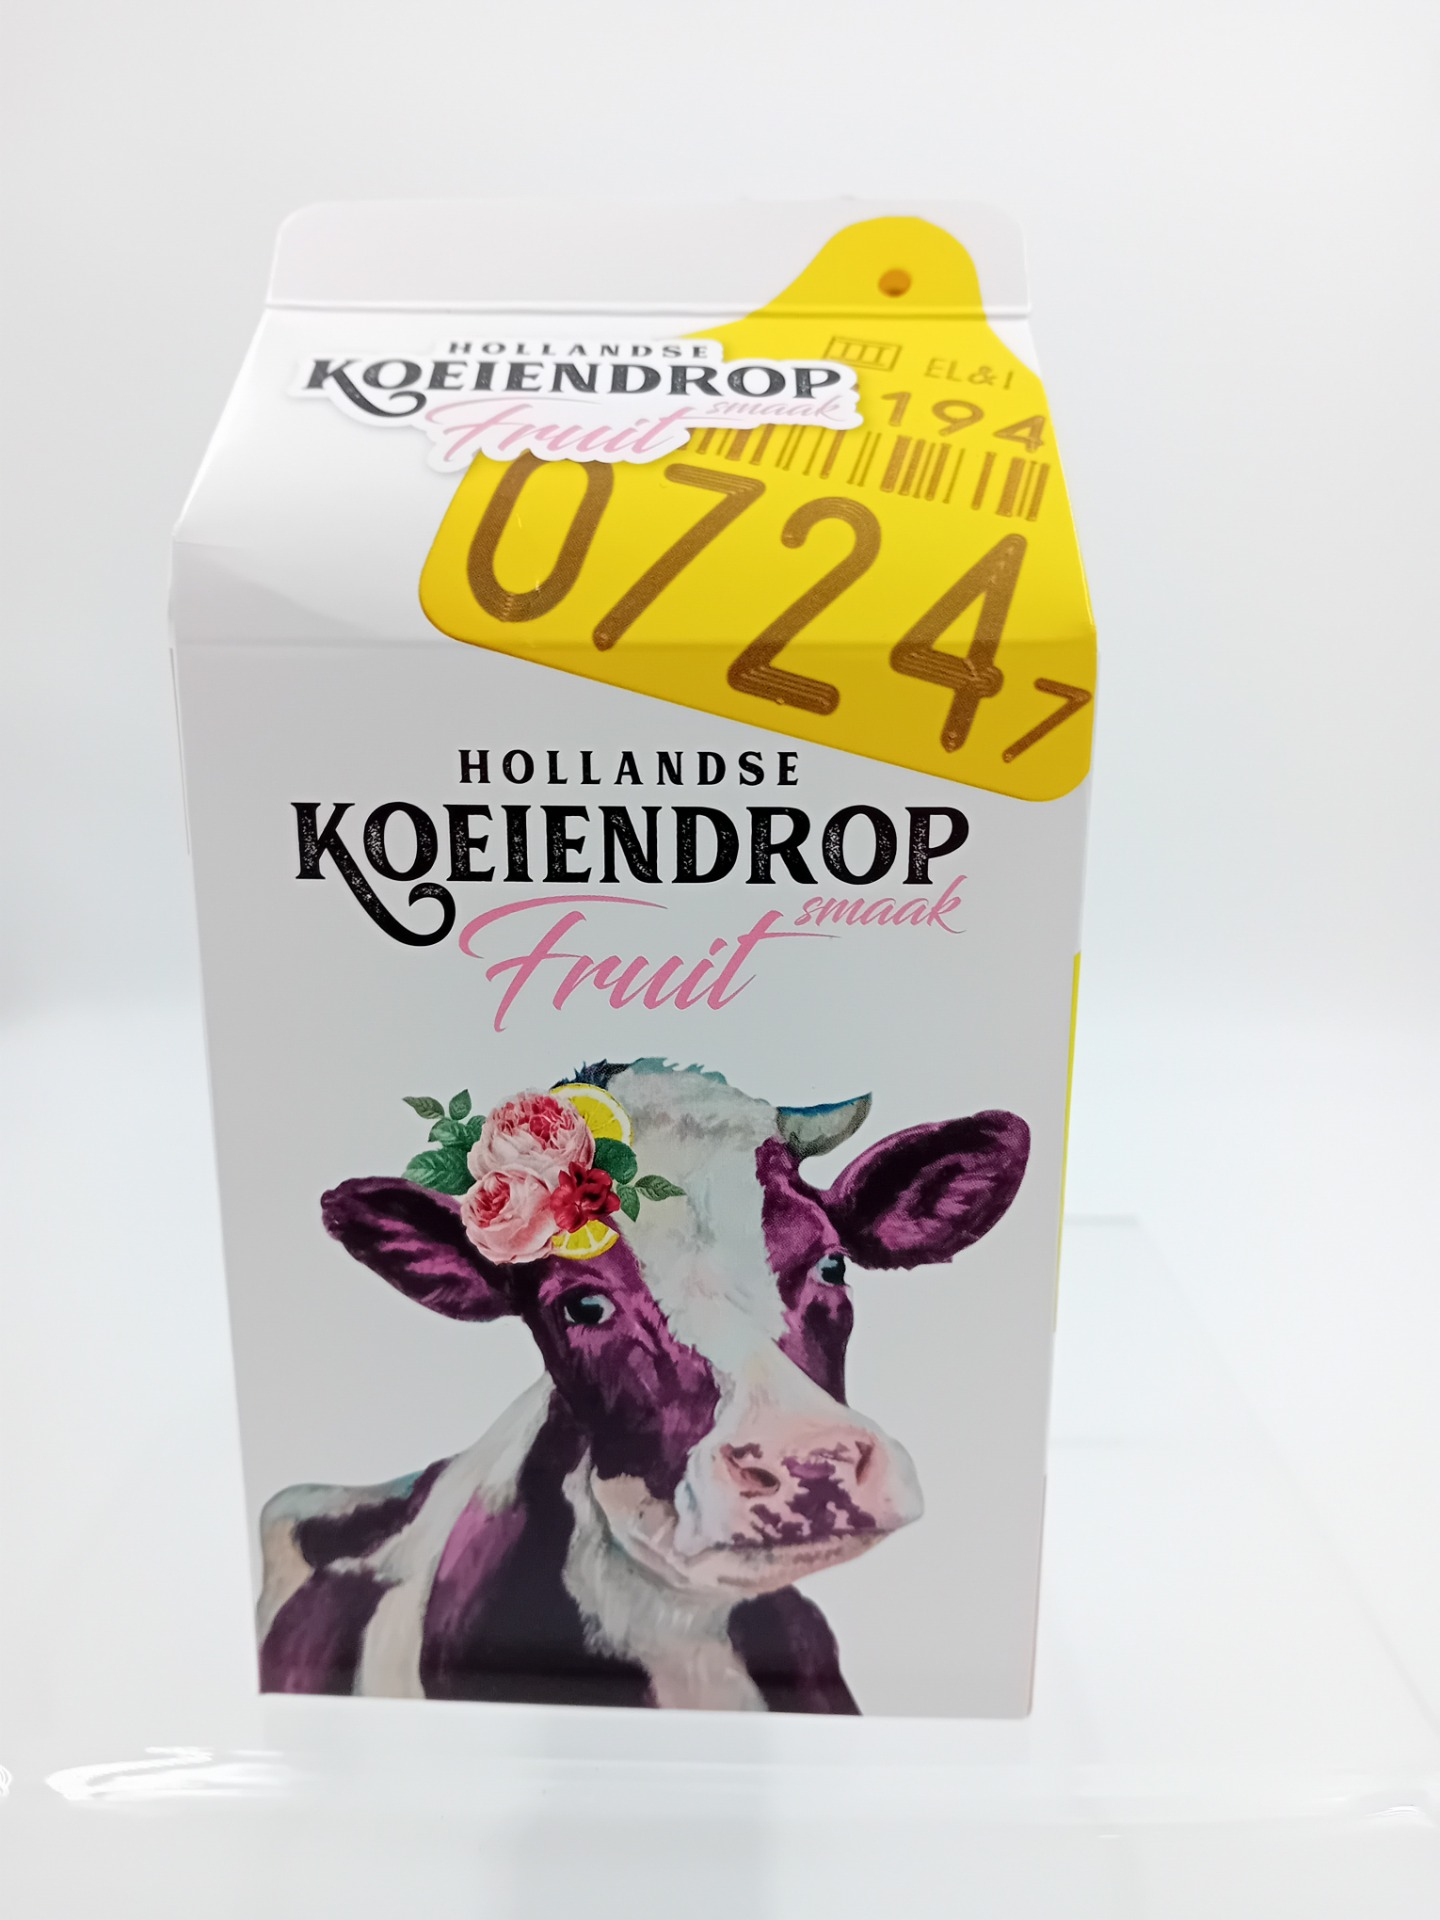 HOLLANDSE
KOEIENDROP
smaak
Fruit
EL&I
194
0724
7
HOLLANDSE
KOEIENDROP
smaak
Fruit